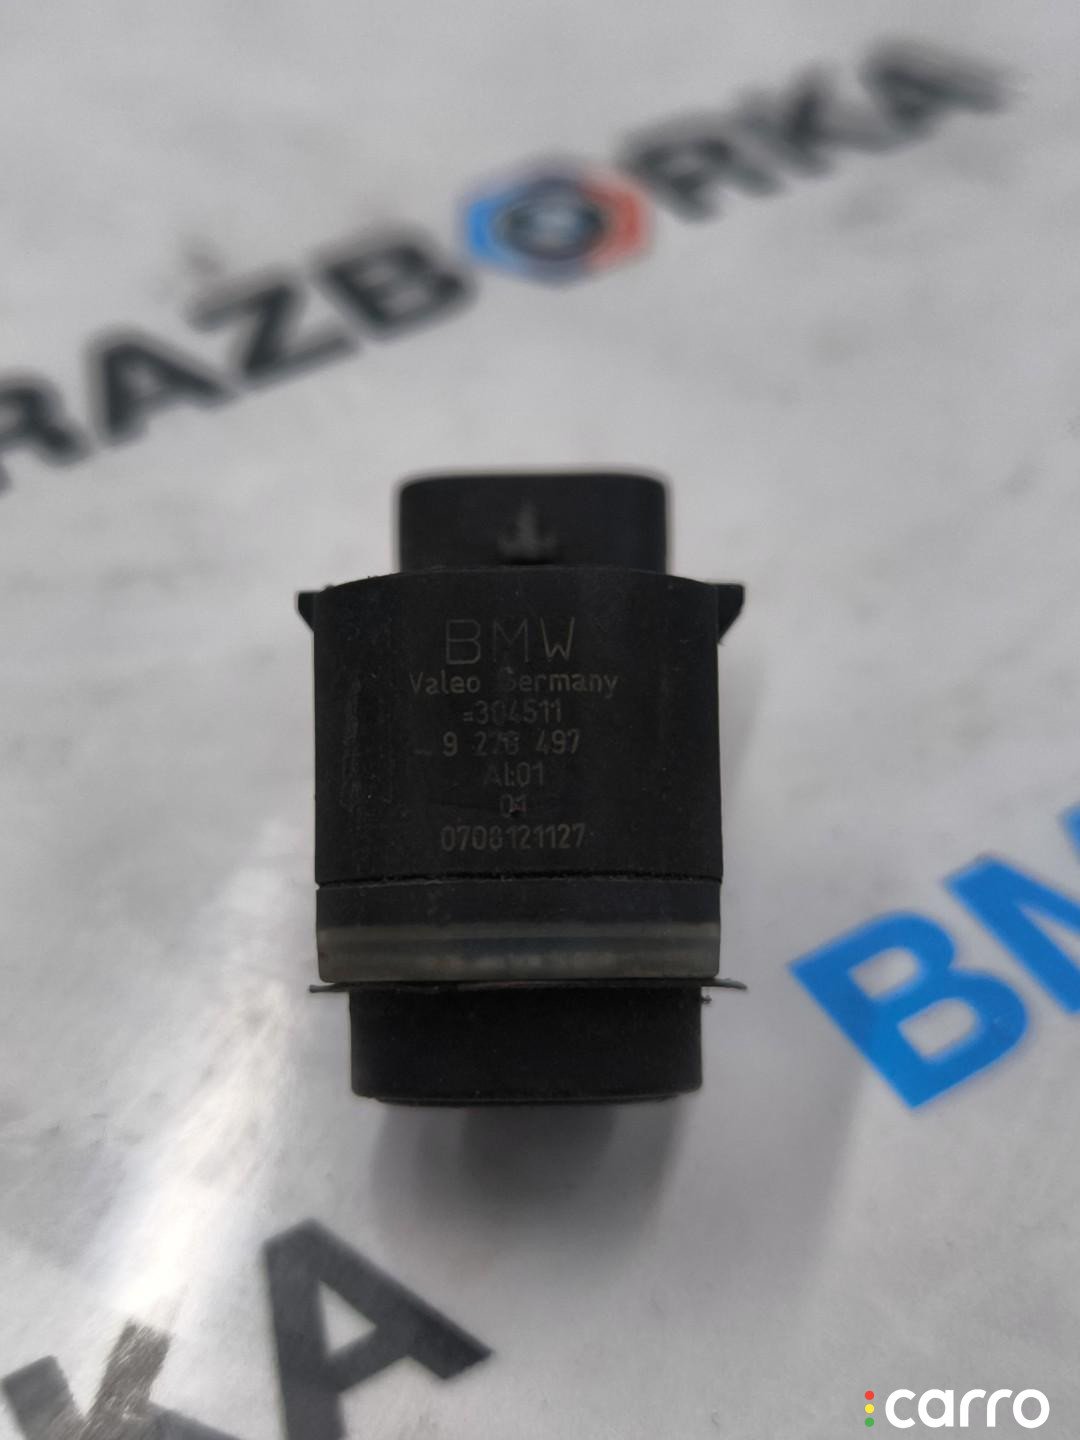 RAZBORKA
BMW
Valeo Germany
=304511
9 270 497
AI:01
01
0708121127
BM
KA
carro